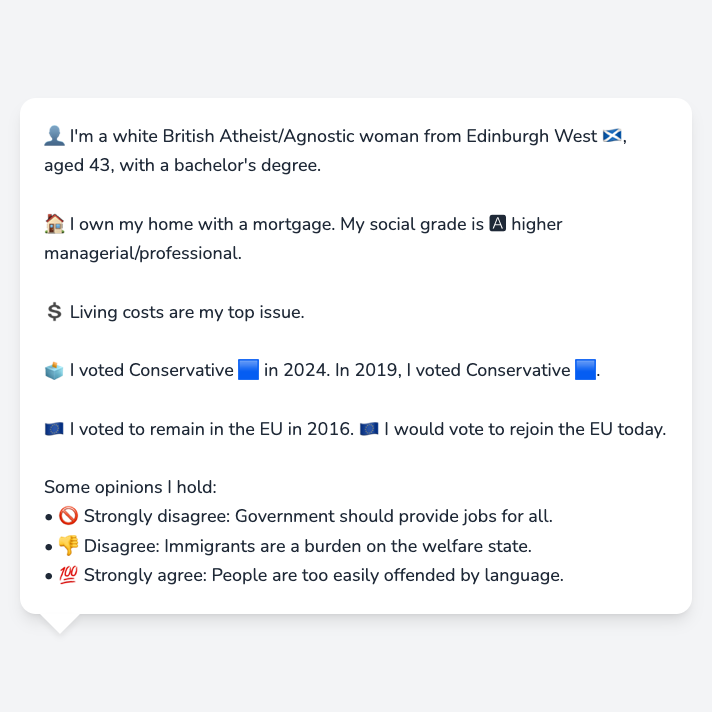 👤 I'm a white British Atheist/Agnostic woman from Edinburgh West 🏴󠁧󠁢󠁳󠁣󠁴󠁿,
aged 43, with a bachelor's degree.
🏠 I own my home with a mortgage. My social grade is 🅰 higher
managerial/professional.
💲 Living costs are my top issue.
🗳️ I voted Conservative 🟦 in 2024. In 2019, I voted Conservative 🟦.
🇪🇺 I voted to remain in the EU in 2016. 🇪🇺 I would vote to rejoin the EU today.
Some opinions I hold:
• 🚫 Strongly disagree: Government should provide jobs for all.
• 👎 Disagree: Immigrants are a burden on the welfare state.
• 💯 Strongly agree: People are too easily offended by language.